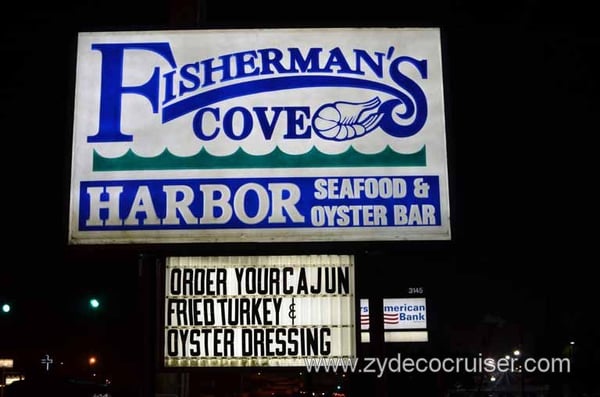 FISHERMAN'S
COVE
HARBOR
SEAFOOD &
OYSTER BAR
ORDER YOUR CAJUN
FRIED TURKEY &
OYSTER DRESSING
3145
American
Bank
www.zydecocruiser.com